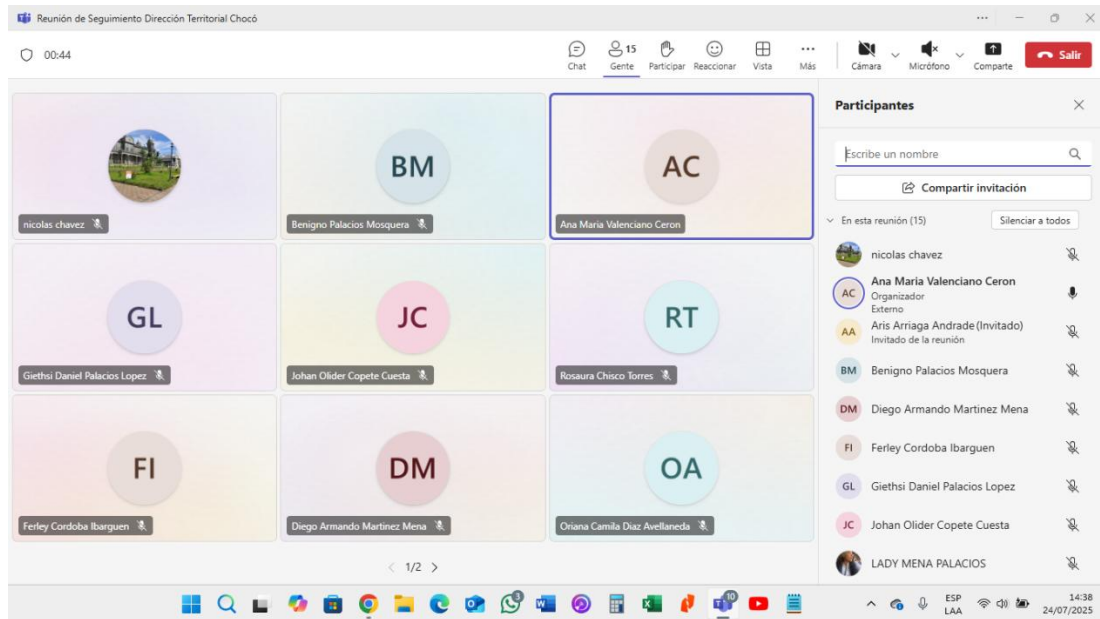 Reunión de Seguimiento Dirección Territorial Chocó
00:44
Chat
15
Gente
Participar
Reaccionar
Vista
Más
Cámara
Micrófono
Comparte
Salir
nicolas chavez
BM
Benigno Palacios Mosquera
AC
Ana Maria Valenciano Ceron
GL
Giethsi Daniel Palacios Lopez
JC
Johan Olider Copete Cuesta
RT
Rosaura Chisco Torres
FI
Ferley Cordoba Ibarguen
DM
Diego Armando Martinez Mena
OA
Oriana Camila Diaz Avellaneda
1/2
Participantes
Escribe un nombre
Compartir invitación
En esta reunión (15)
Silenciar a todos
nicolas chavez
AC
Ana Maria Valenciano Ceron
Organizador
Externo
AA
Aris Arriaga Andrade (Invitado)
Invitado de la reunión
BM
Benigno Palacios Mosquera
DM
Diego Armando Martinez Mena
FI
Ferley Cordoba Ibarguen
GL
Giethsi Daniel Palacios Lopez
JC
Johan Olider Copete Cuesta
LADY MENA PALACIOS
3
10
ESP
LAA
14:38
24/07/2025